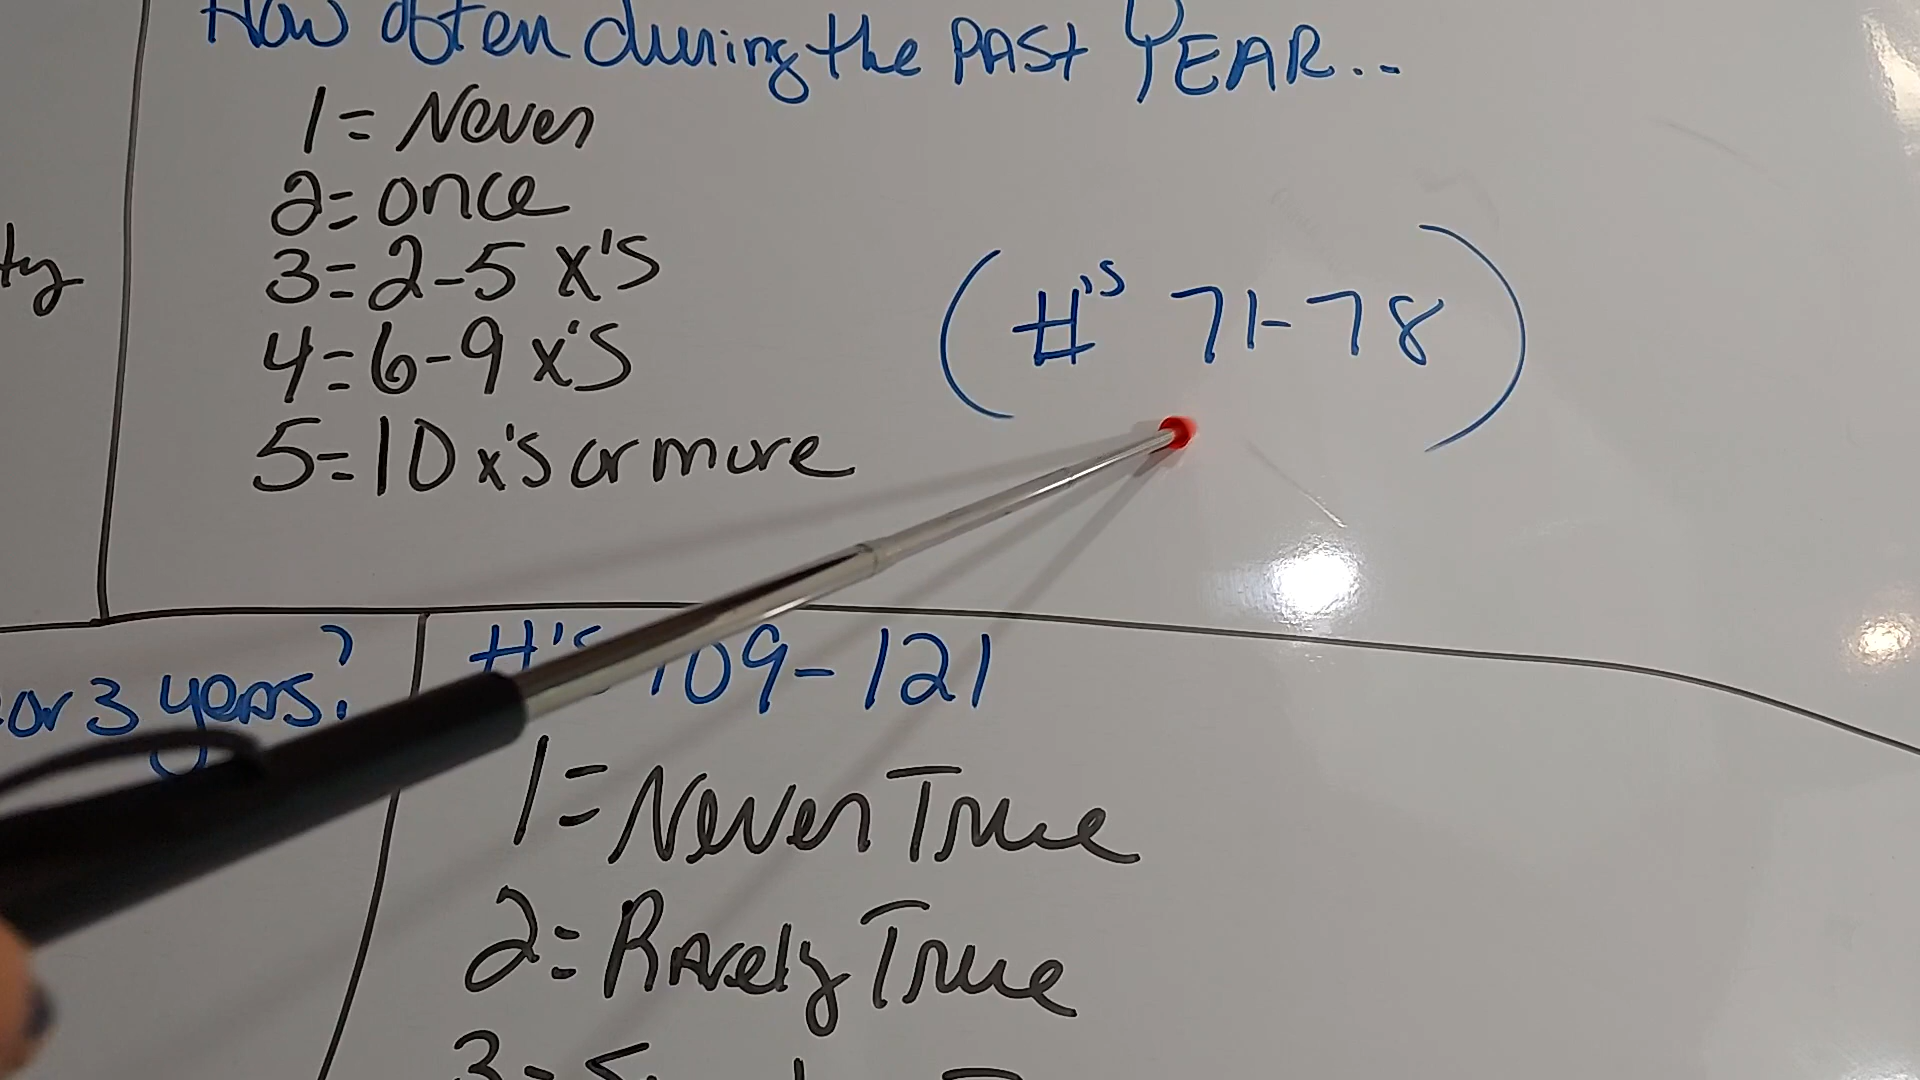 How often during the PAST YEAR...
1 = Never
2 = once
3 = 2-5 x's
4 = 6-9 x's
5 = 10 x's or more
(#'s 71-78)
ty
or 3 years?
#'s 109-121
1 = Never True
2 = Rarely True
3 =